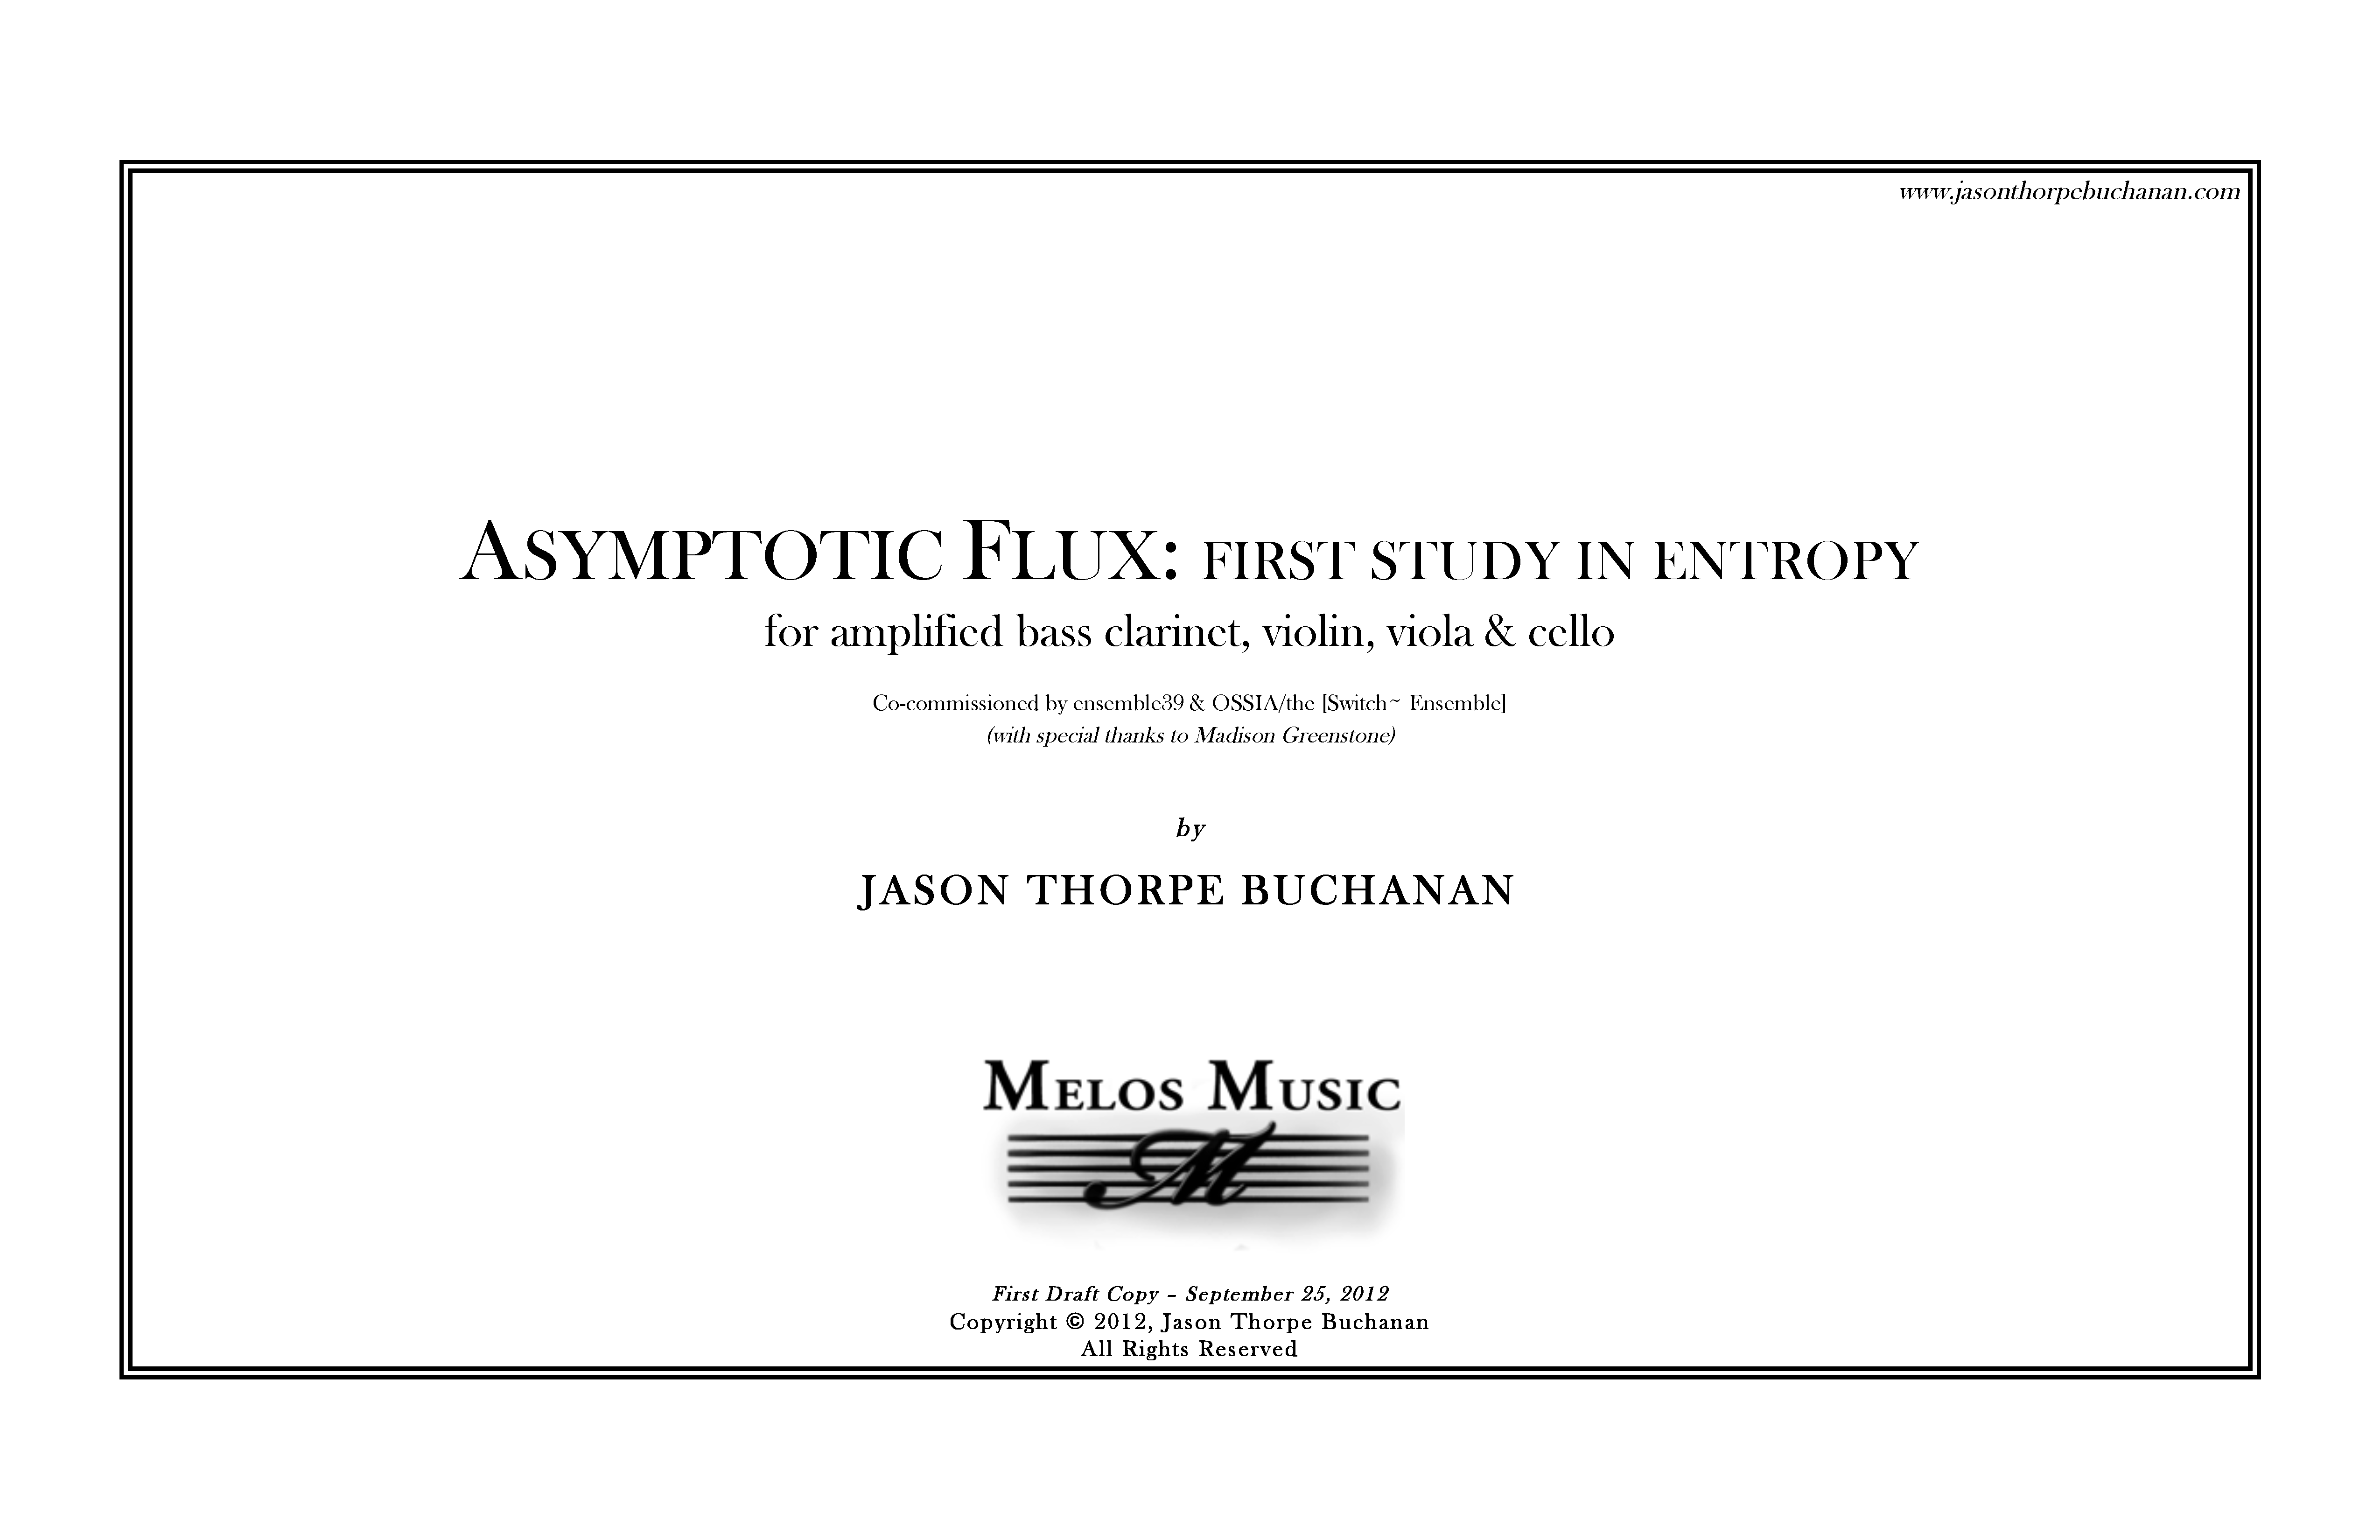 www.jasonthorpebuchanan.com
ASYMPTOTIC FLUX: FIRST STUDY IN ENTROPY
for amplified bass clarinet, violin, viola & cello
Co-commissioned by ensemble39 & OSSIA/the [Switch~ Ensemble]
(with special thanks to Madison Greenstone)
by
JASON THORPE BUCHANAN
MELOS MUSIC
M
First Draft Copy – September 25, 2012
Copyright © 2012, Jason Thorpe Buchanan
All Rights Reserved